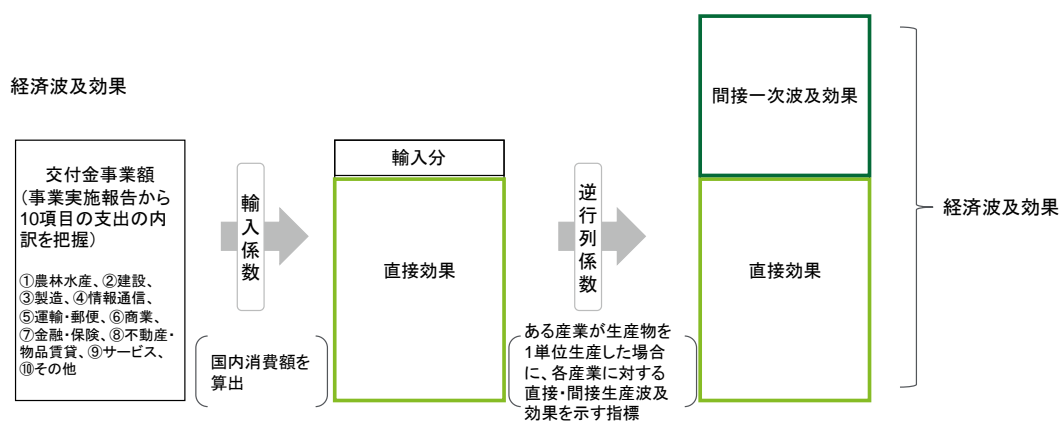 経済波及効果
交付金事業額
（事業実施報告から
10項目の支出の内
訳を把握）
①農林水産、②建設、
③製造、④情報通信、
⑤運輸・郵便、⑥商業、
⑦金融・保険、⑧不動産・
物品賃貸、⑨サービス、
⑩その他
輸入係数
国内消費額を
算出
輸入分
直接効果
逆行列係数
ある産業が生産物を
1単位生産した場合
に、各産業に対する
直接・間接生産波及
効果を示す指標
間接一次波及効果
直接効果
経済波及効果